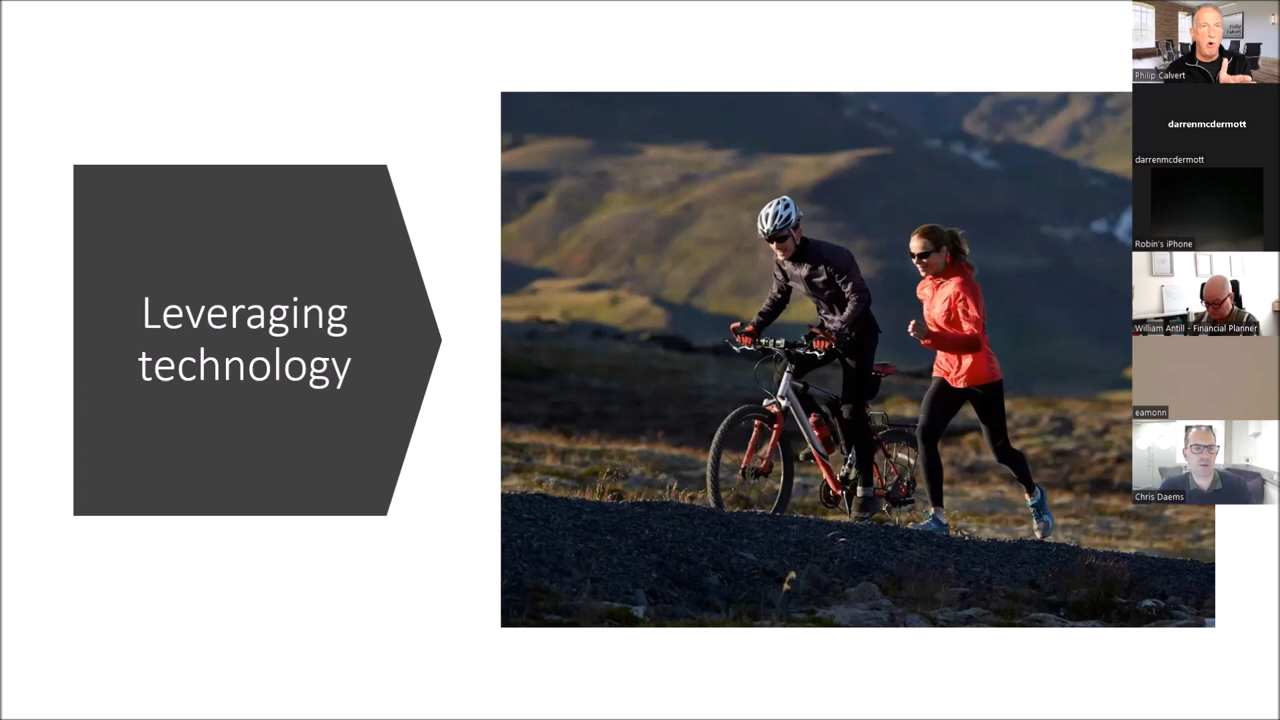 Leveraging
technology
Philip Calvert
darrenmcdermott
darrenmcdermott
Robin's iPhone
William Antill - Financial Planner
eamonn
Chris Daems